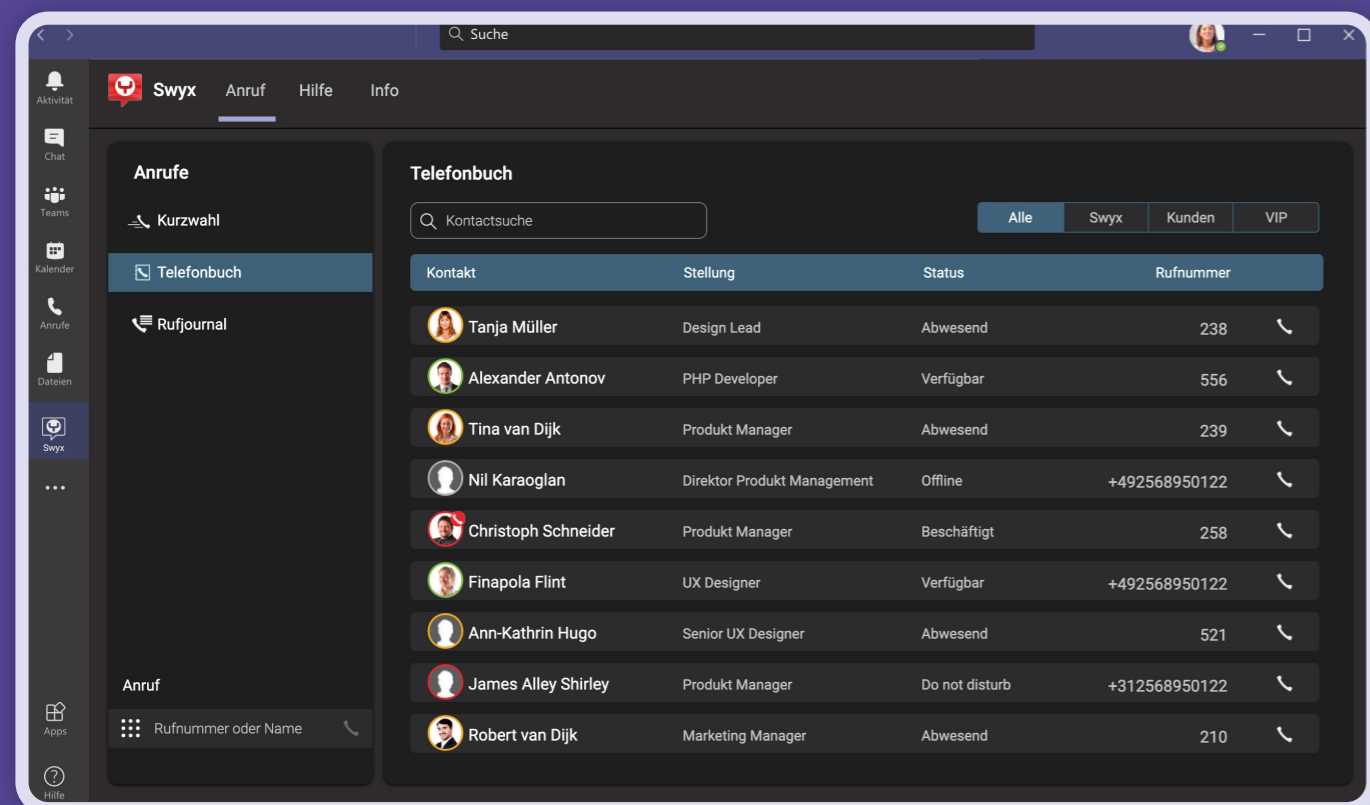 Suche
Aktivität
Chat
Teams
Kalender
Anrufe
Dateien
Swyx
Apps
Hilfe
Swyx Anruf Hilfe Info
Anrufe
Kurzwahl
Telefonbuch
Rufjournal
Anruf
Rufnummer oder Name
Telefonbuch
Kontactsuche
Alle Swyx Kunden VIP
Kontakt Stellung Status Rufnummer
Tanja Müller Design Lead Abwesend 238
Alexander Antonov PHP Developer Verfügbar 556
Tina van Dijk Produkt Manager Abwesend 239
Nil Karaoglan Direktor Produkt Management Offline +492568950122
Christoph Schneider Produkt Manager Beschäftigt 258
Finapola Flint UX Designer Verfügbar +492568950122
Ann-Kathrin Hugo Senior UX Designer Abwesend 521
James Alley Shirley Produkt Manager Do not disturb +312568950122
Robert van Dijk Marketing Manager Abwesend 210